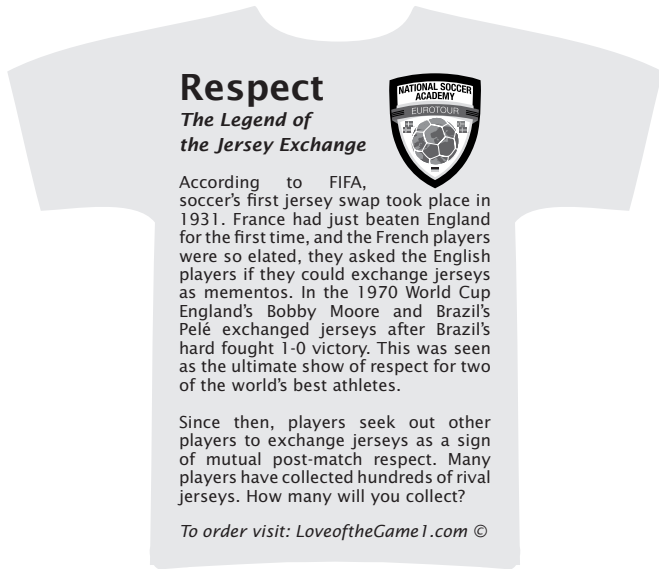 Respect
The Legend of
the Jersey Exchange
NATIONAL SOCCER
ACADEMY
EUROTOUR
According to FIFA,
soccer's first jersey swap took place in
1931. France had just beaten England
for the first time, and the French players
were so elated, they asked the English
players if they could exchange jerseys
as mementos. In the 1970 World Cup
England's Bobby Moore and Brazil's
Pelé exchanged jerseys after Brazil's
hard fought 1-0 victory. This was seen
as the ultimate show of respect for two
of the world's best athletes.
Since then, players seek out other
players to exchange jerseys as a sign
of mutual post-match respect. Many
players have collected hundreds of rival
jerseys. How many will you collect?
To order visit: LoveoftheGame1.com ©